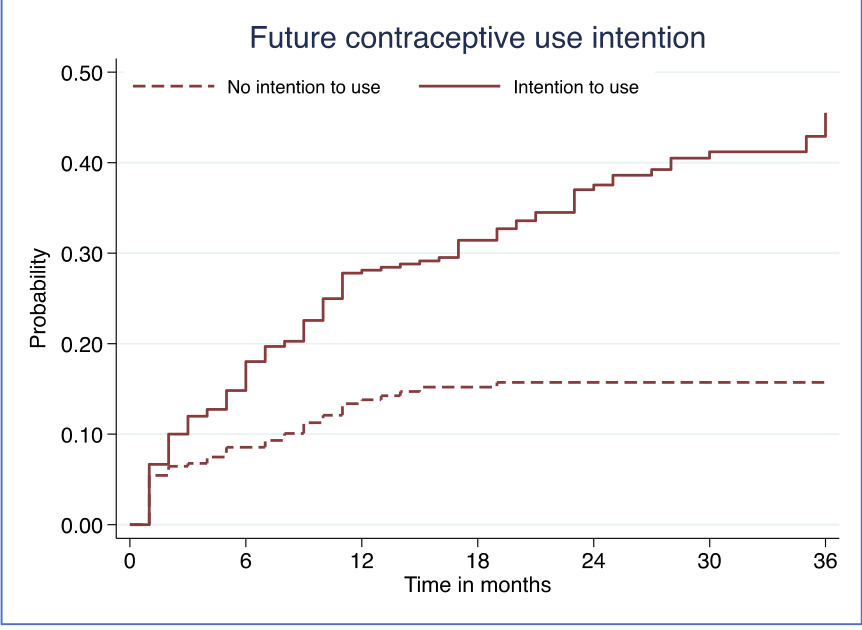 Future contraceptive use intention
No intention to use
Intention to use
0.50
0.40
0.30
0.20
0.10
0.00
Probability
0 6 12 18 24 30 36
Time in months